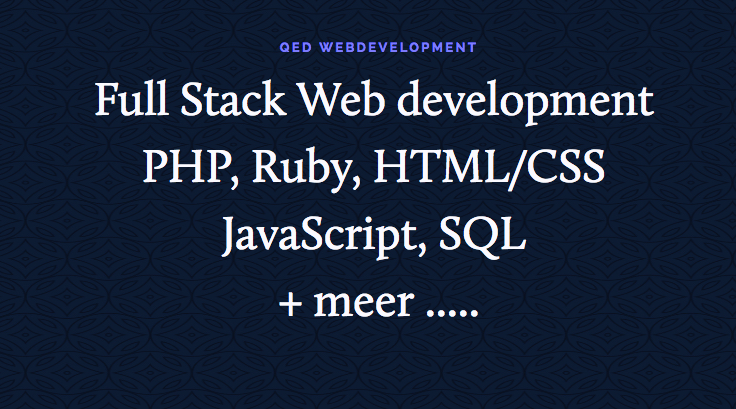 QED WEBDEVELOPMENT
Full Stack Web development
PHP, Ruby, HTML/CSS
JavaScript, SQL
+ meer .....